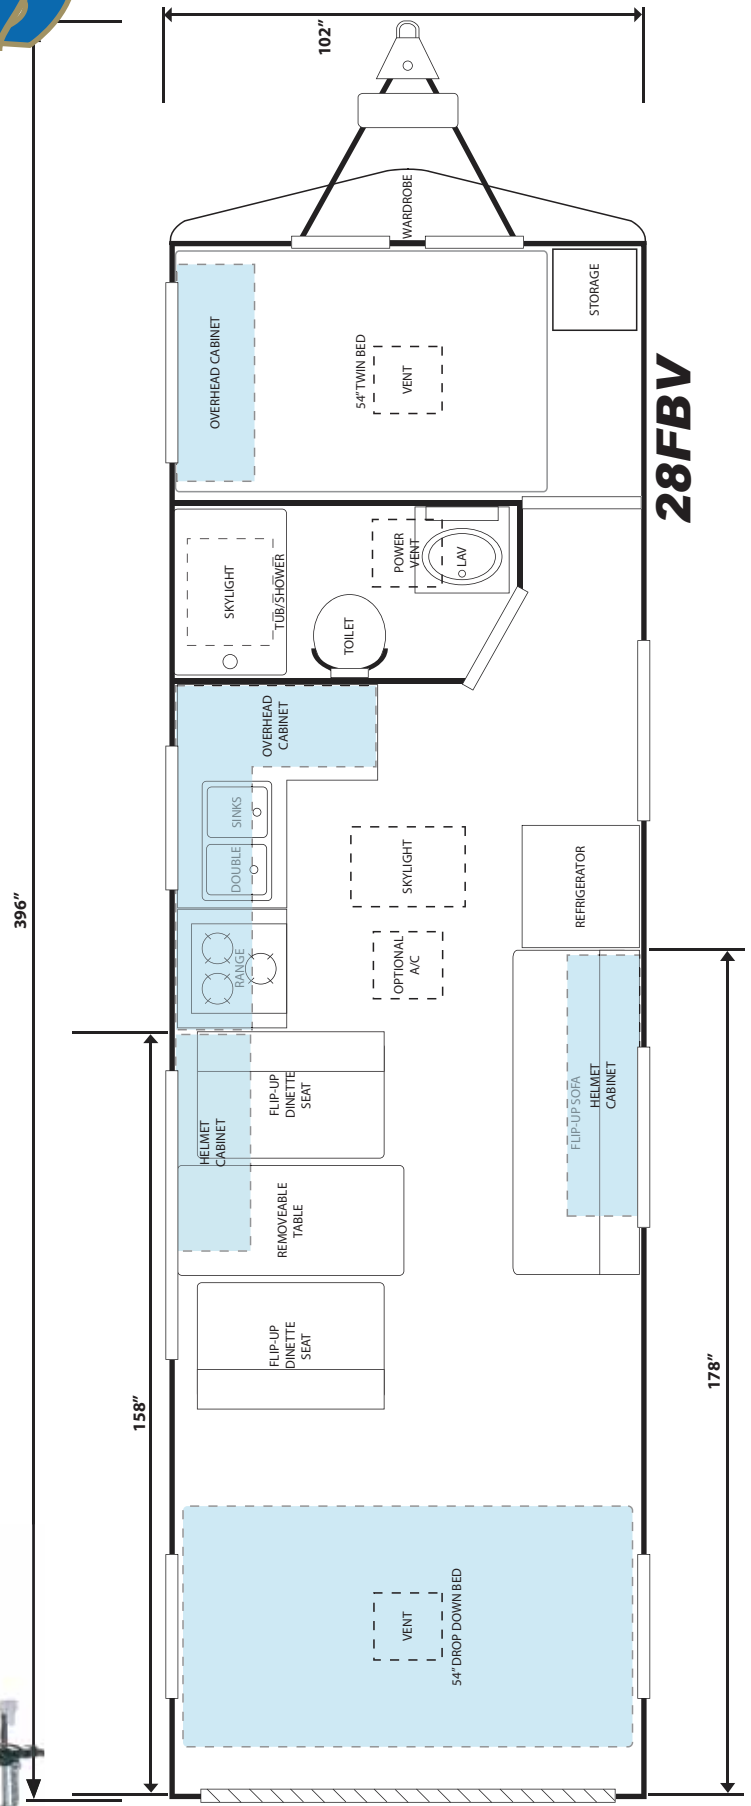 102”
WARDROBE
STORAGE
OVERHEAD CABINET
54” TWIN BED
VENT
28FBV
SKYLIGHT
TUB/SHOWER
POWER
VENT
LAV
TOILET
OVERHEAD
CABINET
SINKS
DOUBLE
SKYLIGHT
REFRIGERATOR
396”
RANGE
OPTIONAL
A/C
FLIP-UP
DINETTE
SEAT
HELMET
CABINET
FLIP-UP SOFA
HELMET
CABINET
REMOVEABLE
TABLE
FLIP-UP
DINETTE
SEAT
158”
178”
VENT
54” DROP DOWN BED